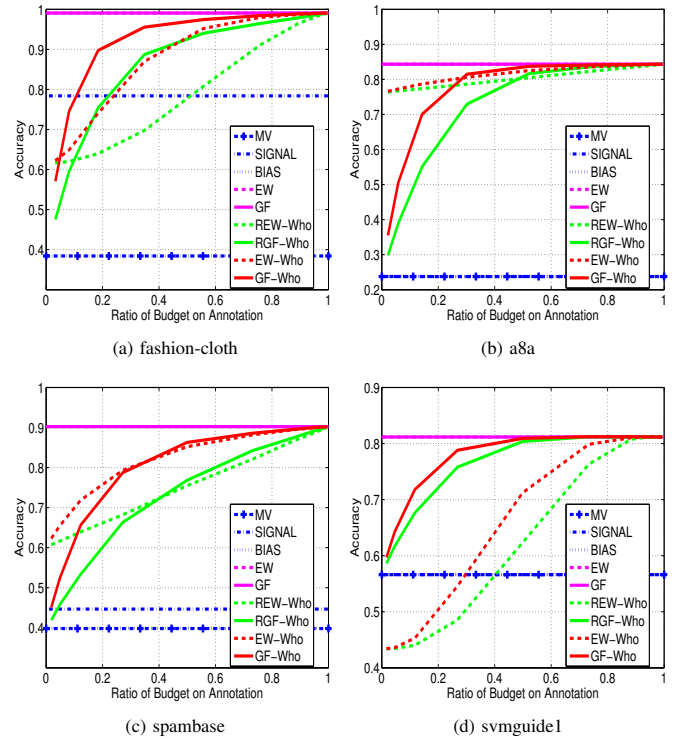 1
0.9
0.8
0.7
0.6
0.5
0.4
Accuracy
MV
SIGNAL
BIAS
EW
GF
REW-Who
RGF-Who
EW-Who
GF-Who
0 0.2 0.4 0.6 0.8 1
Ratio of Budget on Annotation
(a) fashion-cloth
1
0.9
0.8
0.7
0.6
0.5
0.4
0.3
0.2
Accuracy
MV
SIGNAL
BIAS
EW
GF
REW-Who
RGF-Who
EW-Who
GF-Who
0 0.2 0.4 0.6 0.8 1
Ratio of Budget on Annotation
(b) a8a
1
0.9
0.8
0.7
0.6
0.5
0.4
Accuracy
MV
SIGNAL
BIAS
EW
GF
REW-Who
RGF-Who
EW-Who
GF-Who
0 0.2 0.4 0.6 0.8 1
Ratio of Budget on Annotation
(c) spambase
0.9
0.8
0.7
0.6
0.5
0.4
Accuracy
MV
SIGNAL
BIAS
EW
GF
REW-Who
RGF-Who
EW-Who
GF-Who
0 0.2 0.4 0.6 0.8 1
Ratio of Budget on Annotation
(d) svmguide1